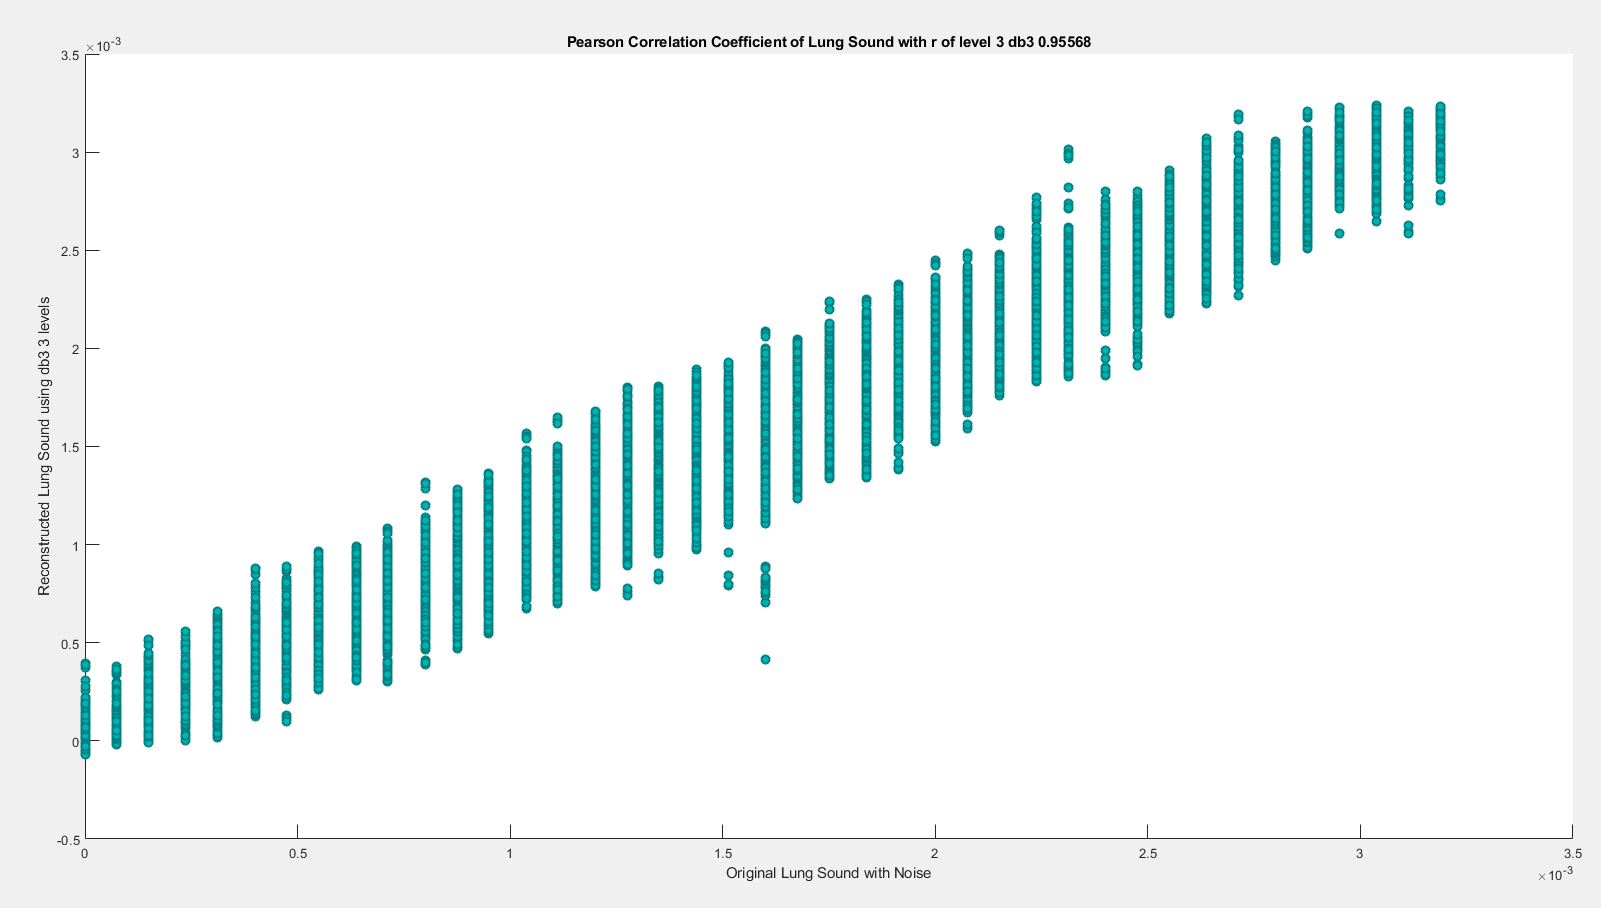 Pearson Correlation Coefficient of Lung Sound with r of level 3 db3 0.95568
×10-3
3.5
3
2.5
2
1.5
1
0.5
0
-0.5
Reconstructed Lung Sound using db3 3 levels
0 0.5 1 1.5 2 2.5 3 3.5
Original Lung Sound with Noise
×10-3